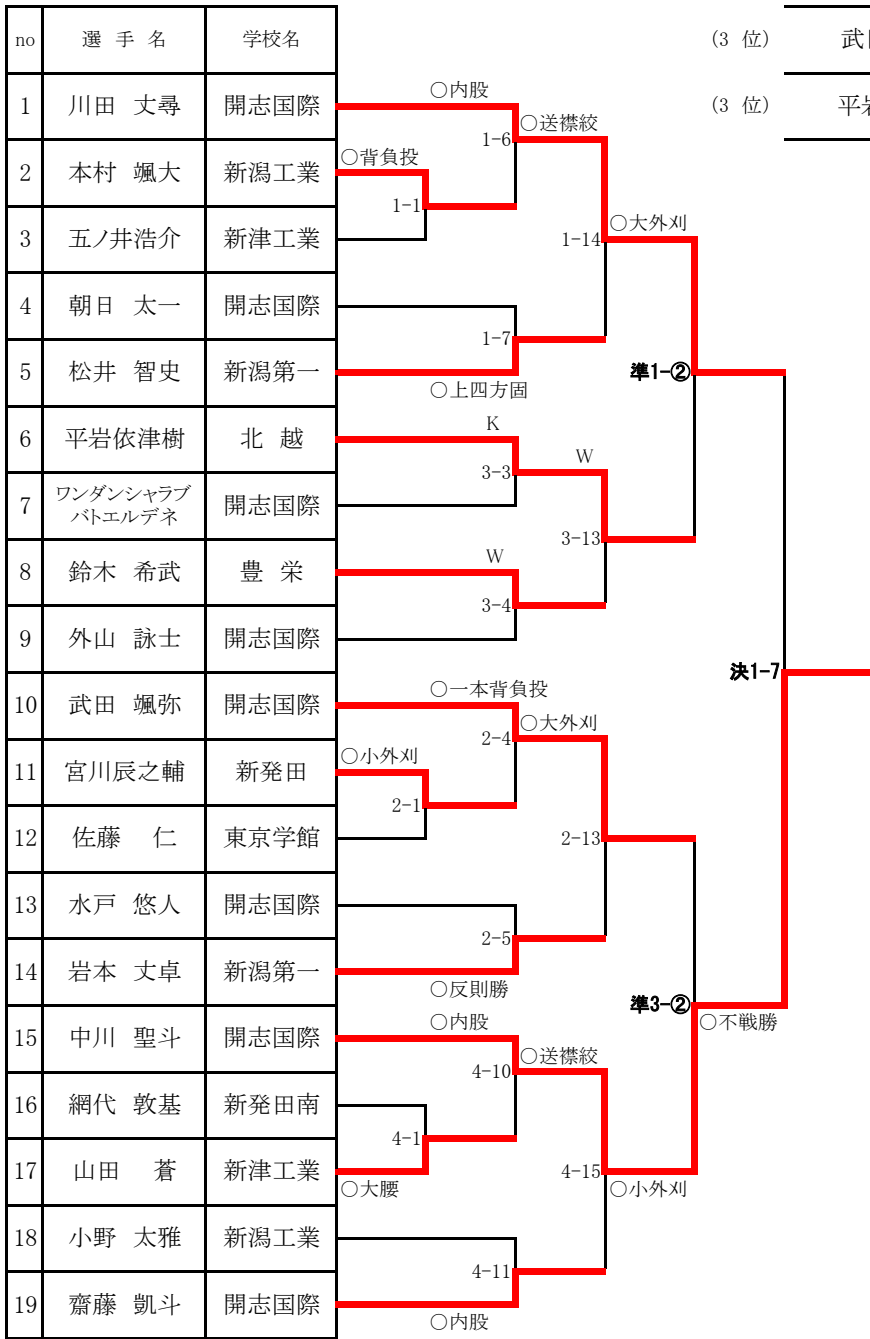 no 選手名 学校名
1 川田 丈尋 開志国際
2 本村 颯大 新潟工業
3 五ノ井浩介 新津工業
4 朝日 太一 開志国際
5 松井 智史 新潟第一
6 平岩依津樹 北 越
7 ワンダンシャラブ バトエルデネ 開志国際
8 鈴木 希武 豊 栄
9 外山 詠士 開志国際
10 武田 颯弥 開志国際
11 宮川辰之輔 新発田
12 佐藤 仁 東京学館
13 水戸 悠人 開志国際
14 岩本 丈卓 新潟第一
15 中川 聖斗 開志国際
16 網代 敦基 新発田南
17 山田 蒼 新津工業
18 小野 太雅 新潟工業
19 齋藤 凱斗 開志国際
(3 位)
(3 位) 平岩
○内股
○送襟絞
1-6
○背負投
1-1
○大外刈
1-14
1-7
準1-②
○上四方固
K
W
3-3
3-13
W
3-4
決1-7
○一本背負投
○大外刈
2-4
○小外刈
2-1
2-13
2-5
○反則勝
準3-②
○不戦勝
○内股
○送襟絞
4-10
4-1
4-15
○大腰
○小外刈
4-11
○内股